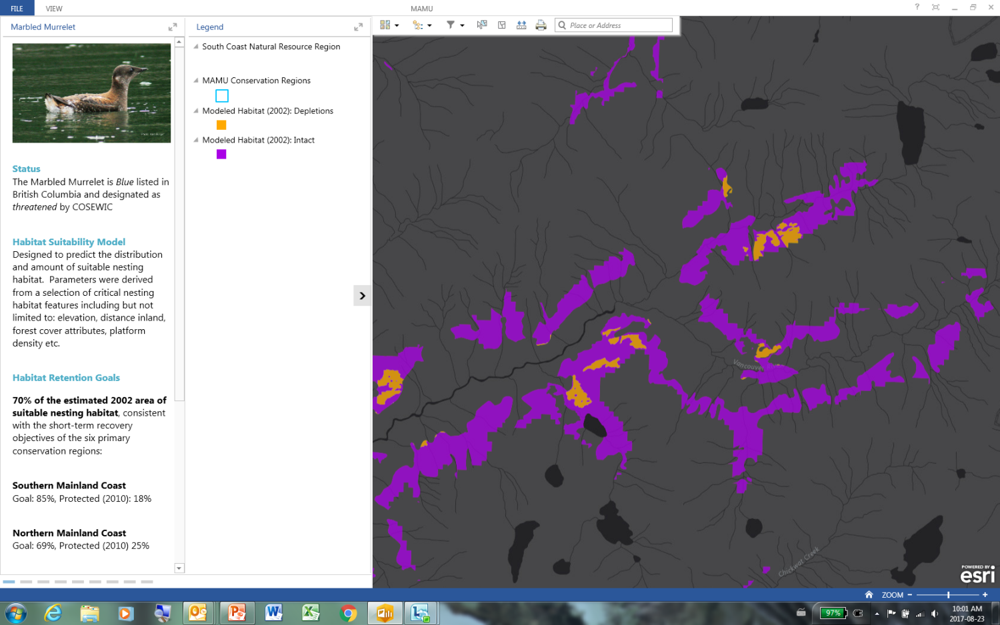 FILE
VIEW
MAMU
Marbled Murrelet
Legend
Place or Address
South Coast Natural Resource Region
MAMU Conservation Regions
Modeled Habitat (2002): Depletions
Modeled Habitat (2002): Intact
Status
The Marbled Murrelet is Blue listed in
British Columbia and designated as
threatened by COSEWIC
Habitat Suitability Model
Designed to predict the distribution
and amount of suitable nesting
habitat. Parameters were derived
from a selection of critical nesting
habitat features including but not
limited to: elevation, distance inland,
forest cover attributes, platform
density etc.
Habitat Retention Goals
70% of the estimated 2002 area of
suitable nesting habitat, consistent
with the short-term recovery
objectives of the six primary
conservation regions:
Southern Mainland Coast
Goal: 85%, Protected (2010): 18%
Northern Mainland Coast
Goal: 69%, Protected (2010) 25%
Vancouver River
Chickwat Creek
POWERED BY
esri
ZOOM
97%
10:01 AM
2017-08-23